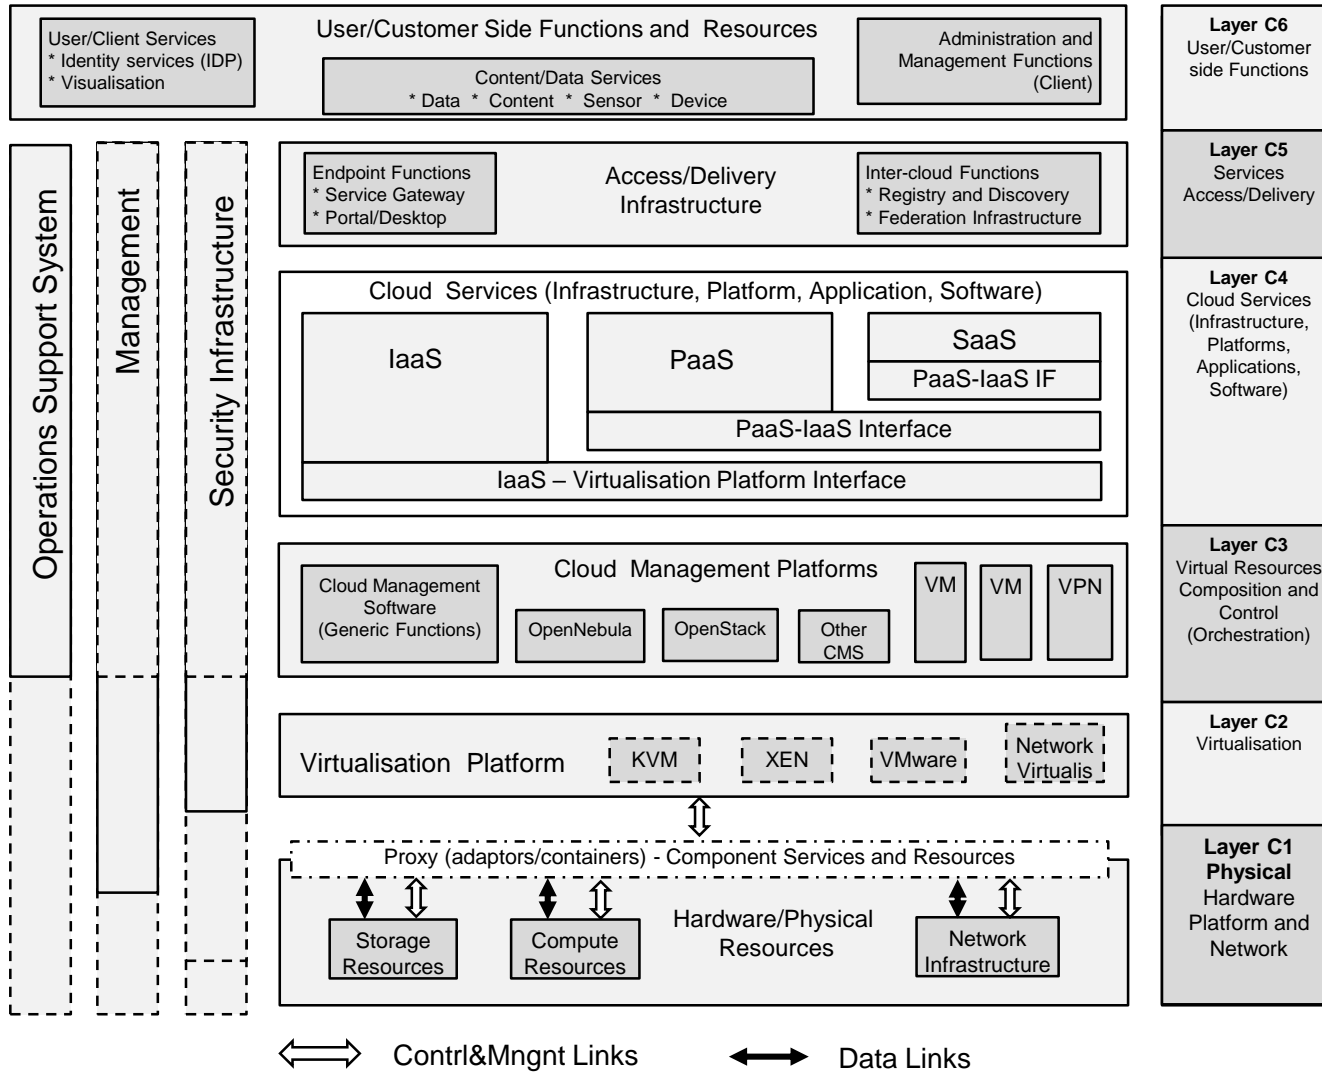 User/Customer Side Functions and Resources
User/Client Services
* Identity services (IDP)
* Visualisation
Content/Data Services
* Data * Content * Sensor * Device
Administration and
Management Functions
(Client)
Layer C6
User/Customer
side Functions
Operations Support System
Management
Security Infrastructure
Endpoint Functions
* Service Gateway
* Portal/Desktop
Access/Delivery
Infrastructure
Inter-cloud Functions
* Registry and Discovery
* Federation Infrastructure
Layer C5
Services
Access/Delivery
Cloud Services (Infrastructure, Platform, Application, Software)
IaaS
PaaS
SaaS
PaaS-IaaS IF
PaaS-IaaS Interface
IaaS – Virtualisation Platform Interface
Layer C4
Cloud Services
(Infrastructure,
Platforms,
Applications,
Software)
Cloud Management Platforms
Cloud Management
Software
(Generic Functions)
OpenNebula
OpenStack
Other
CMS
VM
VM
VPN
Layer C3
Virtual Resources
Composition and
Control
(Orchestration)
Virtualisation Platform
KVM
XEN
VMware
Network
Virtualis
Layer C2
Virtualisation
Proxy (adaptors/containers) - Component Services and Resources
Hardware/Physical
Resources
Storage
Resources
Compute
Resources
Network
Infrastructure
Layer C1
Physical
Hardware
Platform and
Network
Contrl&Mngnt Links
Data Links